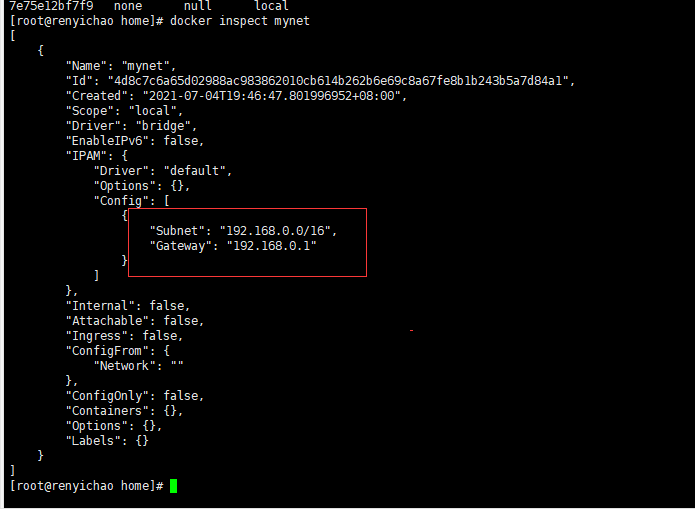 7e75e12bf7f9   none      null      local
[root@renyichao home]# docker inspect mynet
[
    {
        "Name": "mynet",
        "Id": "4d8c7c6a65d02988ac983862010cb614b262b6e69c8a67fe8b1b243b5a7d84a1",
        "Created": "2021-07-04T19:46:47.801996952+08:00",
        "Scope": "local",
        "Driver": "bridge",
        "EnableIPv6": false,
        "IPAM": {
            "Driver": "default",
            "Options": {},
            "Config": [
                {
                    "Subnet": "192.168.0.0/16",
                    "Gateway": "192.168.0.1"
                }
            ]
        },
        "Internal": false,
        "Attachable": false,
        "Ingress": false,
        "ConfigFrom": {
            "Network": ""
        },
        "ConfigOnly": false,
        "Containers": {},
        "Options": {},
        "Labels": {}
    }
]
[root@renyichao home]#